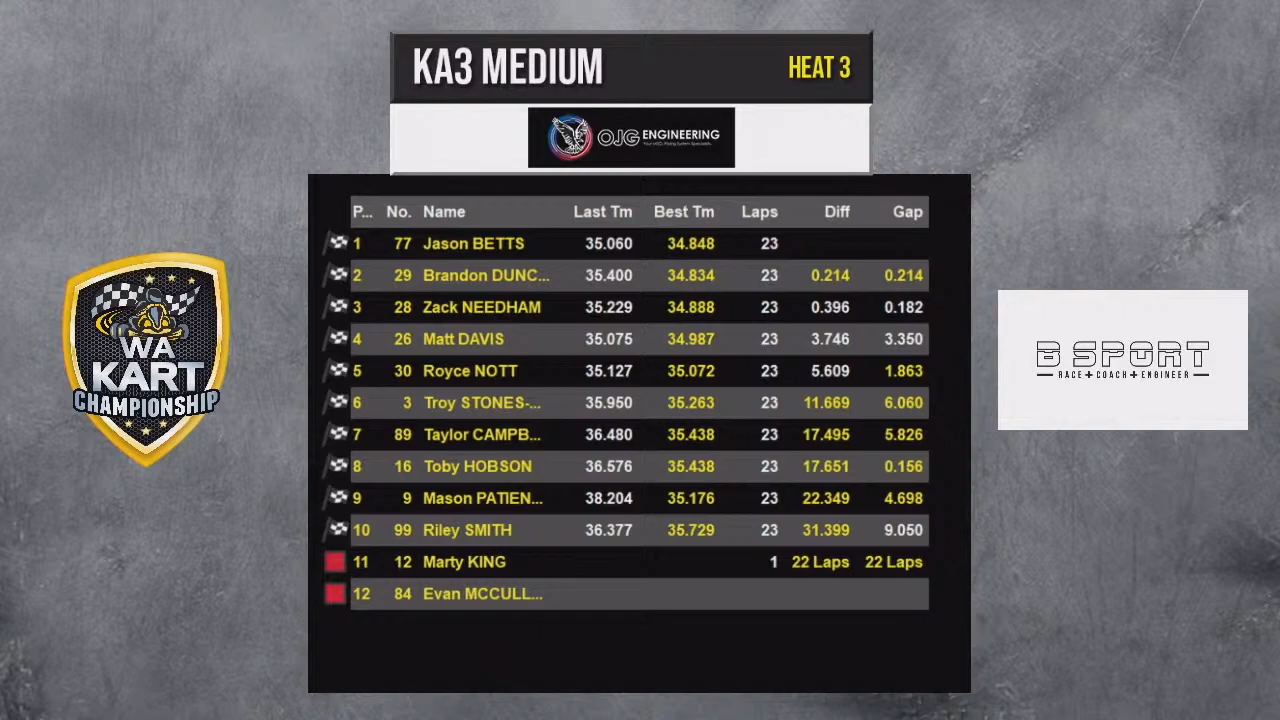 KA3 MEDIUM HEAT 3
OJG ENGINEERING
P... No. Name Last Tm Best Tm Laps Diff Gap
1 77 Jason BETTS 35.060 34.848 23
2 29 Brandon DUNC... 35.400 34.834 23 0.214 0.214
3 28 Zack NEEDHAM 35.229 34.888 23 0.396 0.182
4 26 Matt DAVIS 35.075 34.987 23 3.746 3.350
5 30 Royce NOTT 35.127 35.072 23 5.609 1.863
6 3 Troy STONES-... 35.950 35.263 23 11.669 6.060
7 89 Taylor CAMPB... 36.480 35.438 23 17.495 5.826
8 16 Toby HOBSON 36.576 35.438 23 17.651 0.156
9 9 Mason PATIEN... 38.204 35.176 23 22.349 4.698
10 99 Riley SMITH 36.377 35.729 23 31.399 9.050
11 12 Marty KING 1 22 Laps 22 Laps
12 84 Evan MCCULL...
WA
KART
CHAMPIONSHIP
B SPORT
RACE + COACH + ENGINEER